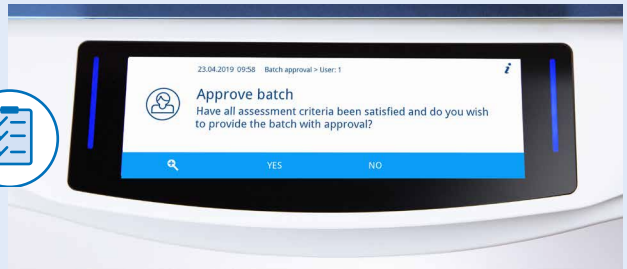 23.04.2019 09:58 Batch approval > User: 1 i
Approve batch
Have all assessment criteria been satisfied and do you wish
to provide the batch with approval?
YES NO